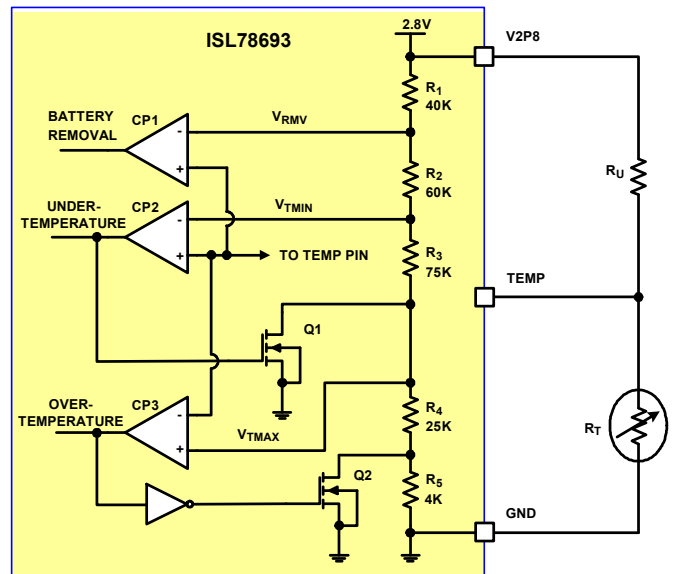 2.8V
V2P8
ISL78693
R1
40K
BATTERY
REMOVAL
CP1
-
+
VRMV
R2
60K
RU
UNDER-
TEMPERATURE
CP2
-
+
VTMIN
TO TEMP PIN
R3
75K
TEMP
Q1
OVER-
TEMPERATURE
CP3
-
+
VTMAX
R4
25K
RT
Q2
R5
4K
GND